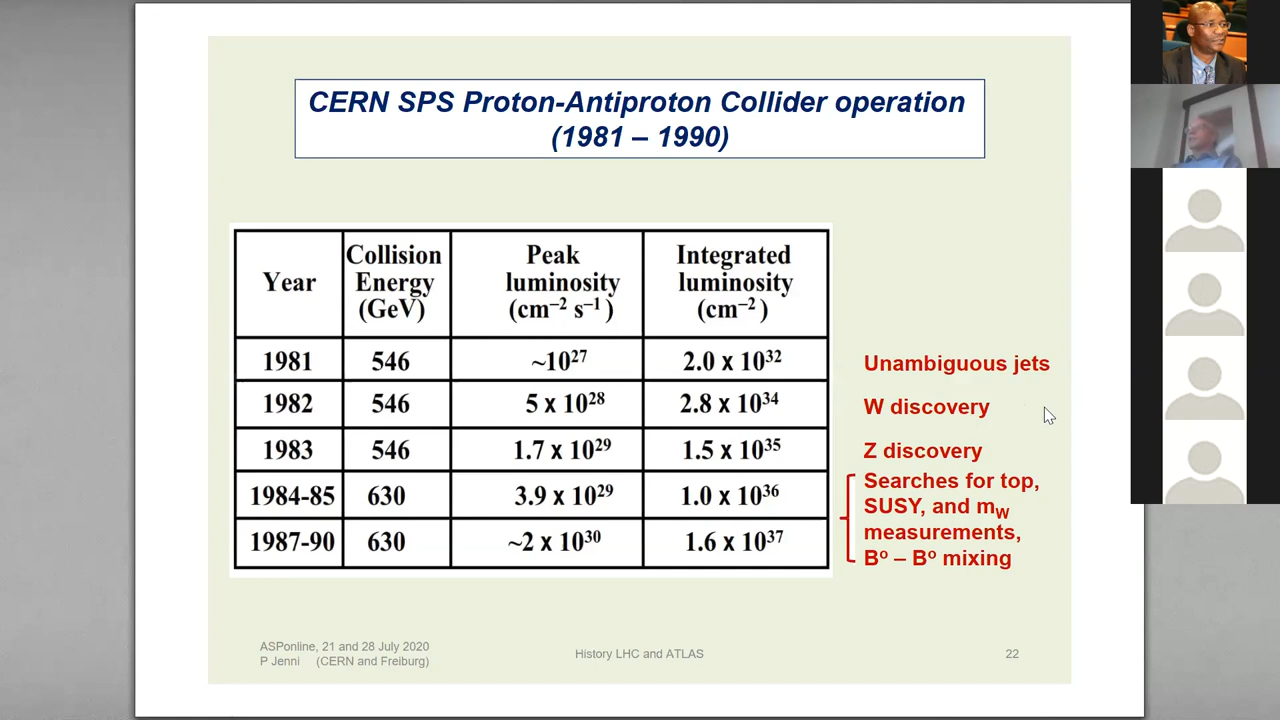 CERN SPS Proton-Antiproton Collider operation
(1981 – 1990)
Year
Collision Energy (GeV)
Peak luminosity (cm⁻² s⁻¹ )
Integrated luminosity (cm⁻² )
1981 546 ~10²⁷ 2.0 x 10³² Unambiguous jets
1982 546 5 x 10²⁸ 2.8 x 10³⁴ W discovery
1983 546 1.7 x 10²⁹ 1.5 x 10³⁵ Z discovery
1984-85 630 3.9 x 10²⁹ 1.0 x 10³⁶
1987-90 630 ~2 x 10³⁰ 1.6 x 10³⁷
Searches for top,
SUSY, and mW
measurements,
Bº – Bº mixing
ASPonline, 21 and 28 July 2020
P Jenni (CERN and Freiburg)
History LHC and ATLAS
22